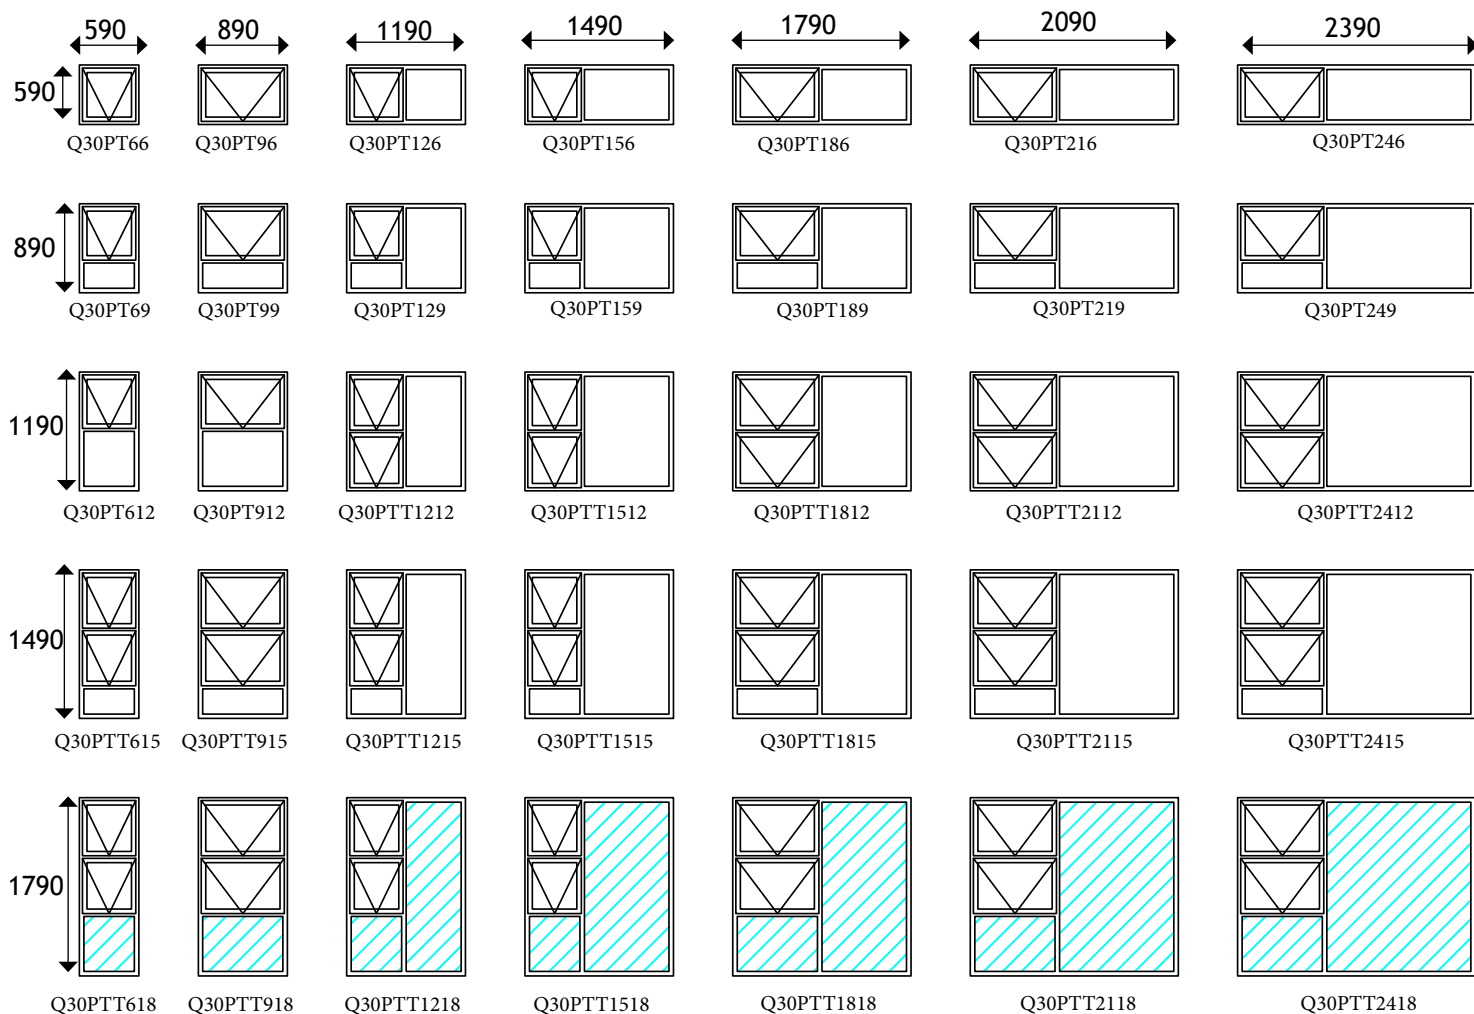 590 890 1190 1490 1790 2090 2390
590
Q30PT66 Q30PT96 Q30PT126 Q30PT156 Q30PT186 Q30PT216 Q30PT246
890
Q30PT69 Q30PT99 Q30PT129 Q30PT159 Q30PT189 Q30PT219 Q30PT249
1190
Q30PT612 Q30PT912 Q30PTT1212 Q30PTT1512 Q30PTT1812 Q30PTT2112 Q30PTT2412
1490
Q30PTT615 Q30PTT915 Q30PTT1215 Q30PTT1515 Q30PTT1815 Q30PTT2115 Q30PTT2415
1790
Q30PTT618 Q30PTT918 Q30PTT1218 Q30PTT1518 Q30PTT1818 Q30PTT2118 Q30PTT2418